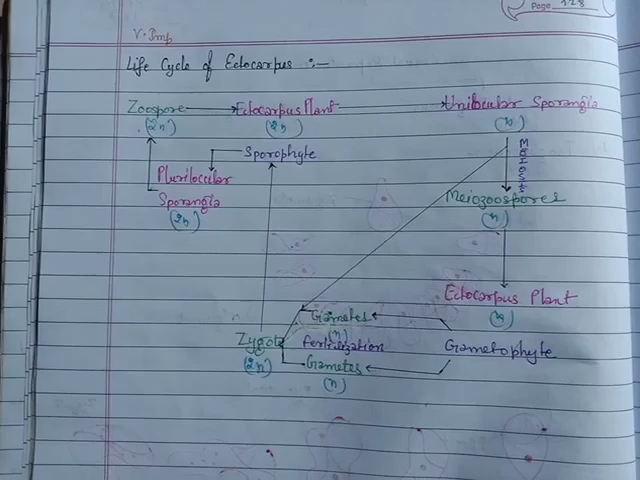 Page 128
V. Imp
Life Cycle of Ectocarpus :-
Zoospore Ectocarpus Plant Unilocular Sporangia
(2n) (2n) (n)
Meiosis
Sporophyte
Plurilocular
Sporangia
(2n)
Meiozoospores
(n)
Ectocarpus Plant
(n)
Gametes
(n)
Zygote Fertilization Gametophyte
(2n) Gametes
(n)